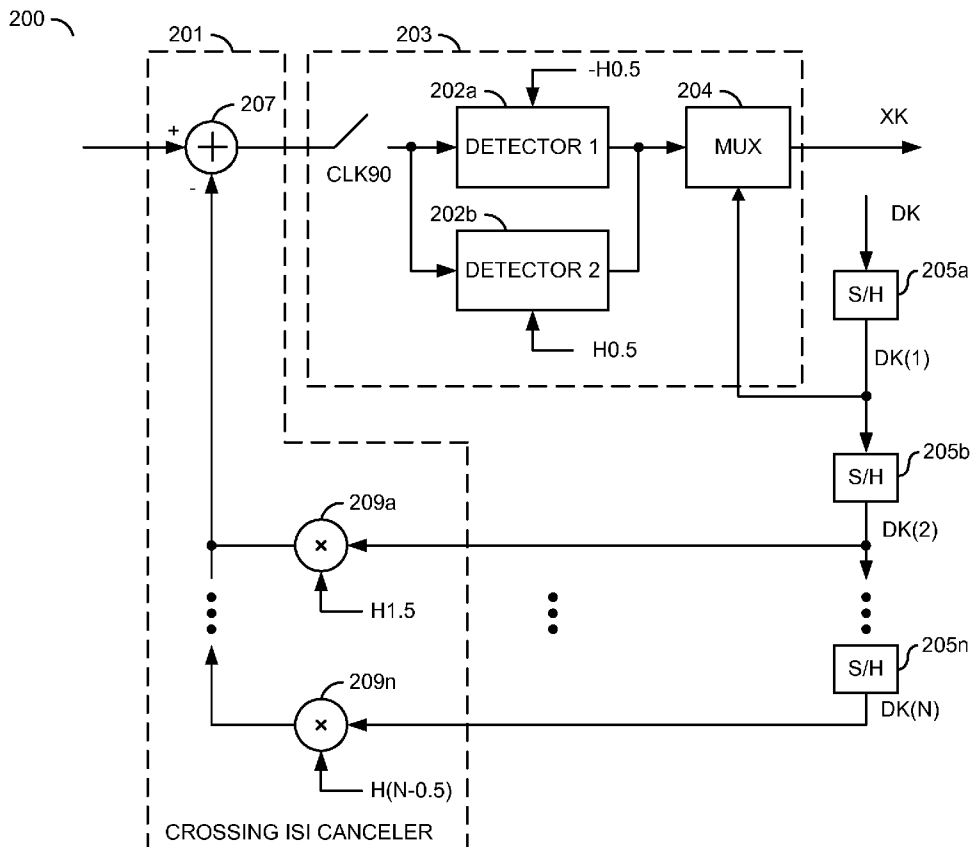 200
201
203
207
202a
-H0.5
204
XK
+
-
CLK90
DETECTOR 1
MUX
202b
DK
DETECTOR 2
205a
S/H
H0.5
DK(1)
205b
S/H
209a
DK(2)
×
H1.5
205n
S/H
209n
DK(N)
×
H(N-0.5)
CROSSING ISI CANCELER